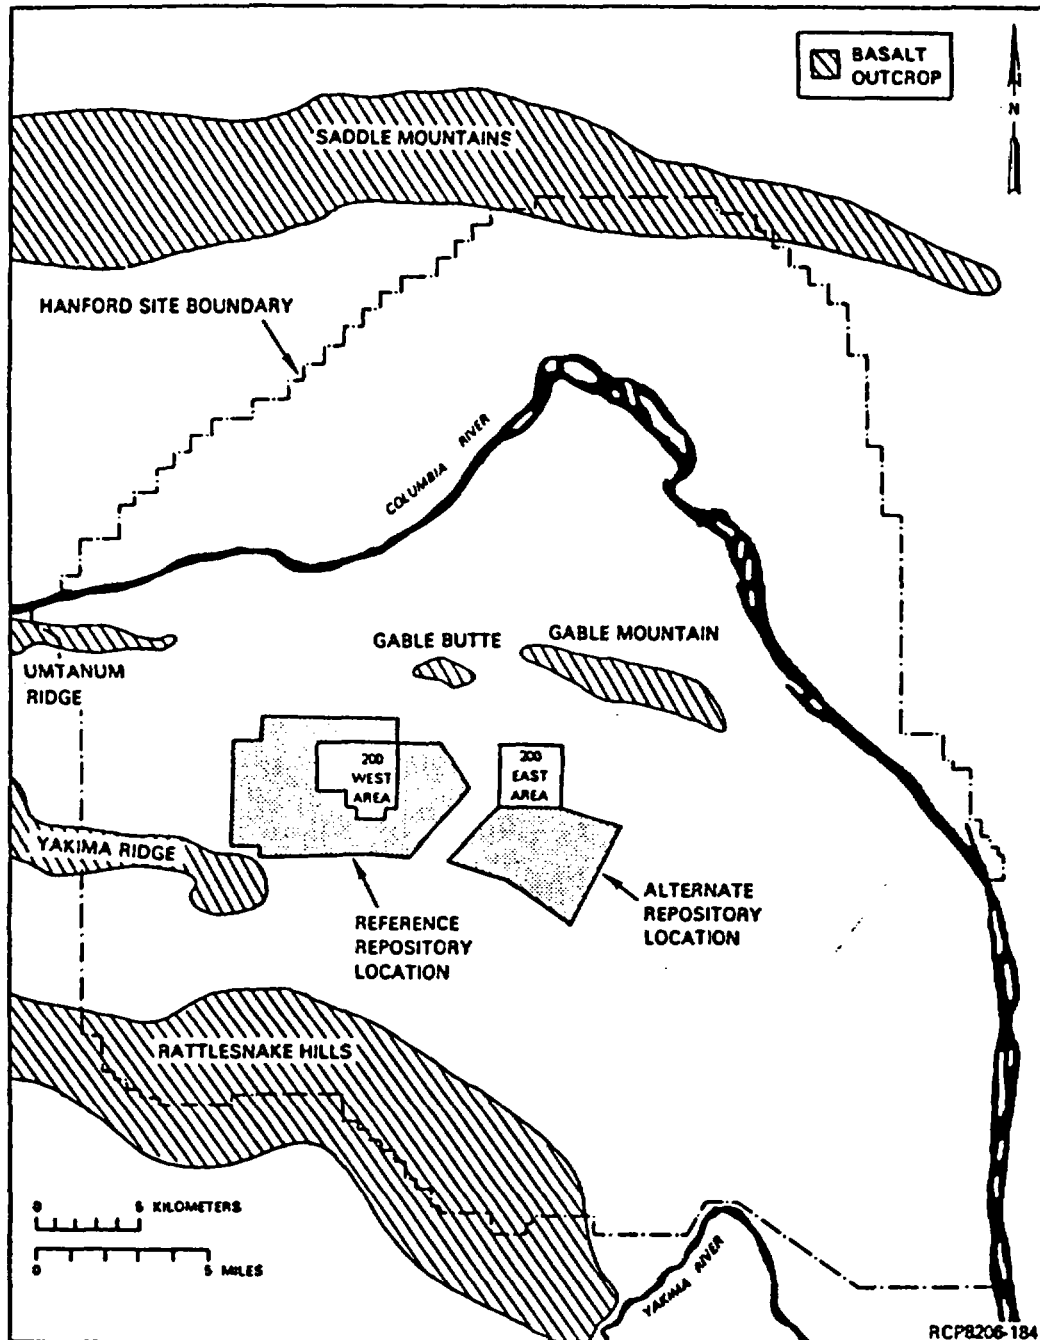 BASALT
OUTCROP
N
SADDLE MOUNTAINS
HANFORD SITE BOUNDARY
COLUMBIA RIVER
GABLE BUTTE
GABLE MOUNTAIN
UMTANUM
RIDGE
200
WEST
AREA
200
EAST
AREA
YAKIMA RIDGE
REFERENCE
REPOSITORY
LOCATION
ALTERNATE
REPOSITORY
LOCATION
RATTLESNAKE HILLS
0 5 KILOMETERS
0 5 MILES
YAKIMA RIVER
RCP8206-184